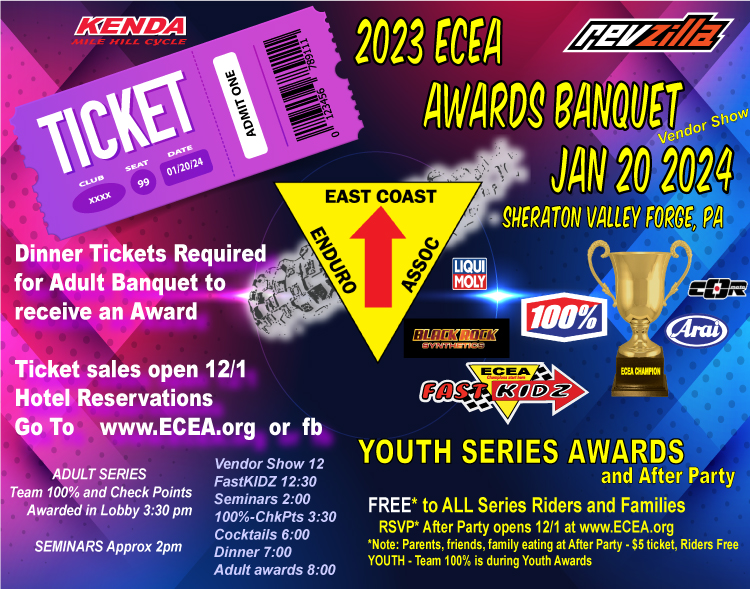 KENDA
MILE HILL CYCLE
revzilla
2023 ECEA
AWARDS BANQUET
Vendor Show
JAN 20 2024
SHERATON VALLEY FORGE, PA
TICKET
ADMIT ONE
0 123456 789111
CLUB
XXXX
SEAT
99
DATE
01/20/24
EAST COAST
ENDURO
ASSOC
Dinner Tickets Required
for Adult Banquet to
receive an Award
Ticket sales open 12/1
Hotel Reservations
Go To www.ECEA.org or fb
LIQUI
MOLY
100%
BLACKROCK
SYNTHETICS
Arai
ECEA CHAMPION
ECEA
FAST KIDZ
YOUTH SERIES AWARDS
and After Party
FREE* to ALL Series Riders and Families
RSVP* After Party opens 12/1 at www.ECEA.org
*Note: Parents, friends, family eating at After Party - $5 ticket, Riders Free
YOUTH - Team 100% is during Youth Awards
ADULT SERIES
Team 100% and Check Points
Awarded in Lobby 3:30 pm
SEMINARS Approx 2pm
Vendor Show 12
FastKIDZ 12:30
Seminars 2:00
100%-ChkPts 3:30
Cocktails 6:00
Dinner 7:00
Adult awards 8:00